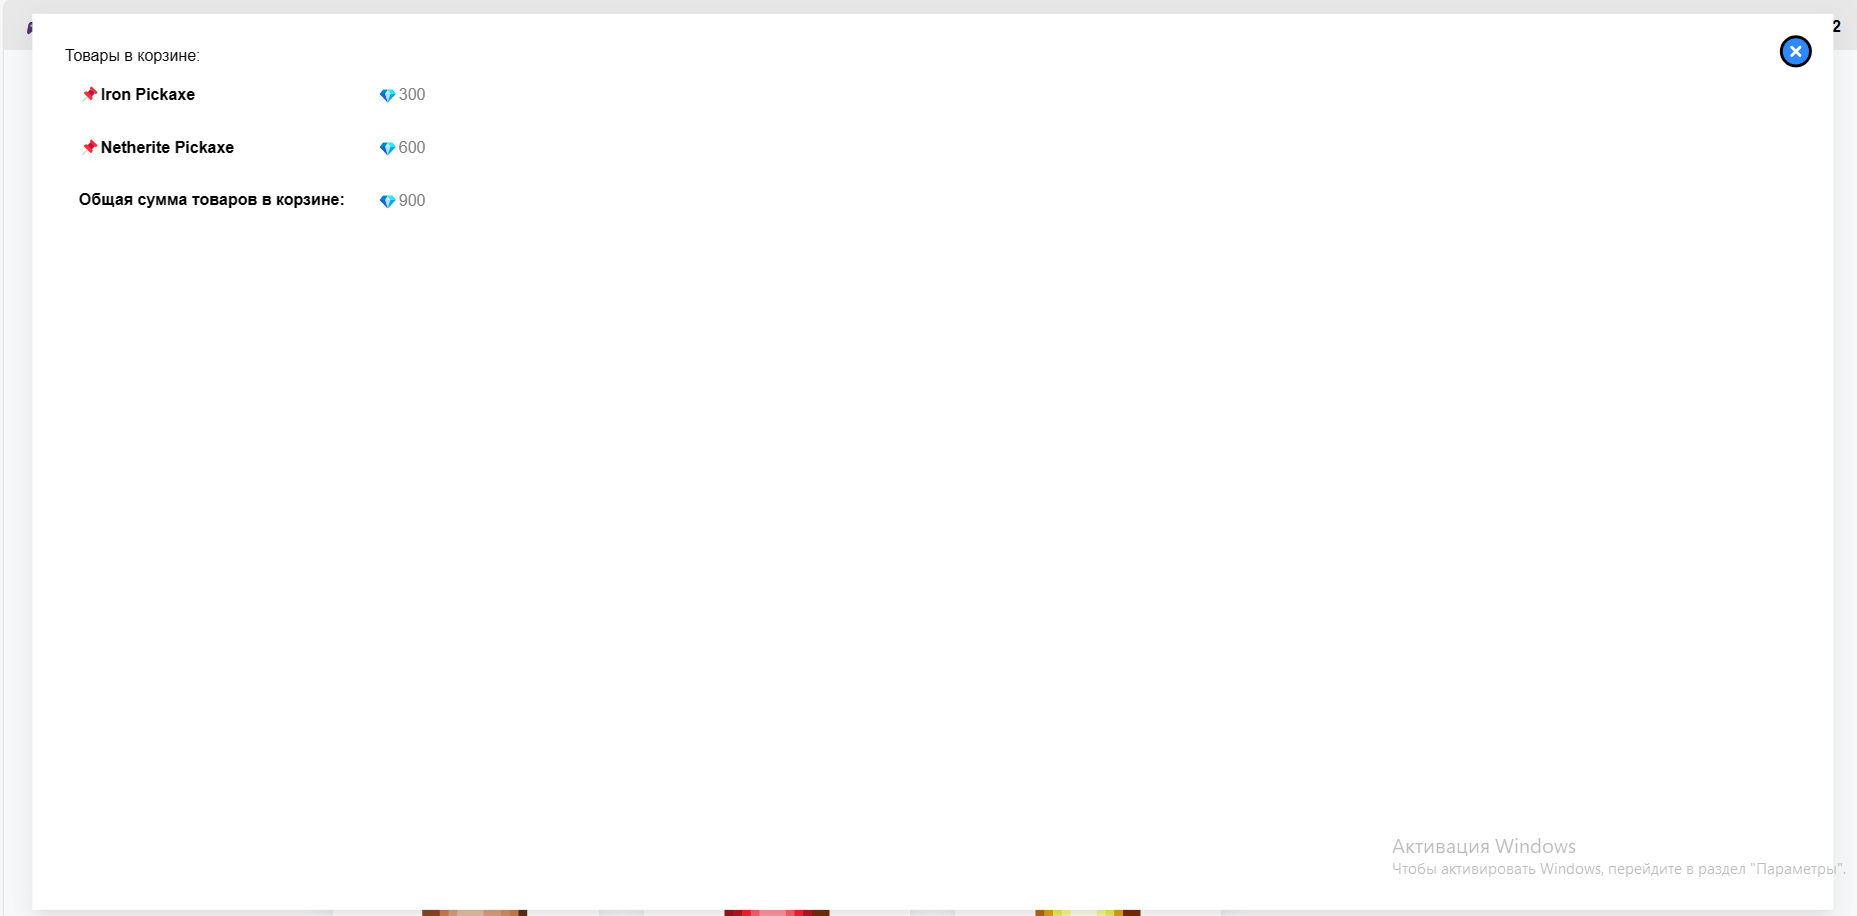 2
Товары в корзине:
Iron Pickaxe 300
Netherite Pickaxe 600
Общая сумма товаров в корзине: 900
Активация Windows
Чтобы активировать Windows, перейдите в раздел "Параметры".